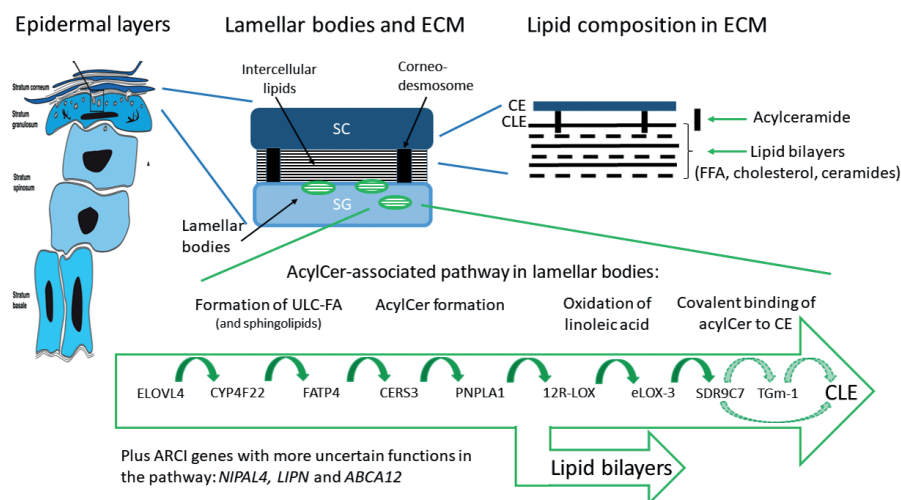 Epidermal layers
Lamellar bodies and ECM
Lipid composition in ECM
Stratum corneum
Stratum
granulosum
Stratum
spinosum
Stratum
basale
Intercellular
lipids
Corneo-
desmosome
SC
SG
Lamellar
bodies
CE
CLE
Acylceramide
Lipid bilayers
(FFA, cholesterol, ceramides)
AcylCer-associated pathway in lamellar bodies:
Formation of ULC-FA
(and sphingolipids)
AcylCer formation
Oxidation of
linoleic acid
Covalent binding of
acylCer to CE
ELOVL4
CYP4F22
FATP4
CERS3
PNPLA1
12R-LOX
eLOX-3
SDR9C7
TGm-1
CLE
Plus ARCI genes with more uncertain functions in
the pathway: NIPAL4, LIPN and ABCA12
Lipid bilayers